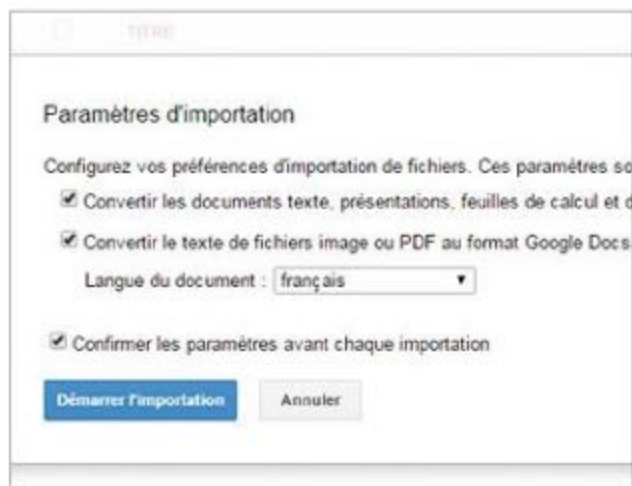 TITRE
Paramètres d'importation
Configurez vos préférences d'importation de fichiers. Ces paramètres so
Convertir les documents texte, présentations, feuilles de calcul et d
Convertir le texte de fichiers image ou PDF au format Google Docs
Langue du document : français
Confirmer les paramètres avant chaque importation
Démarrer l'importation Annuler